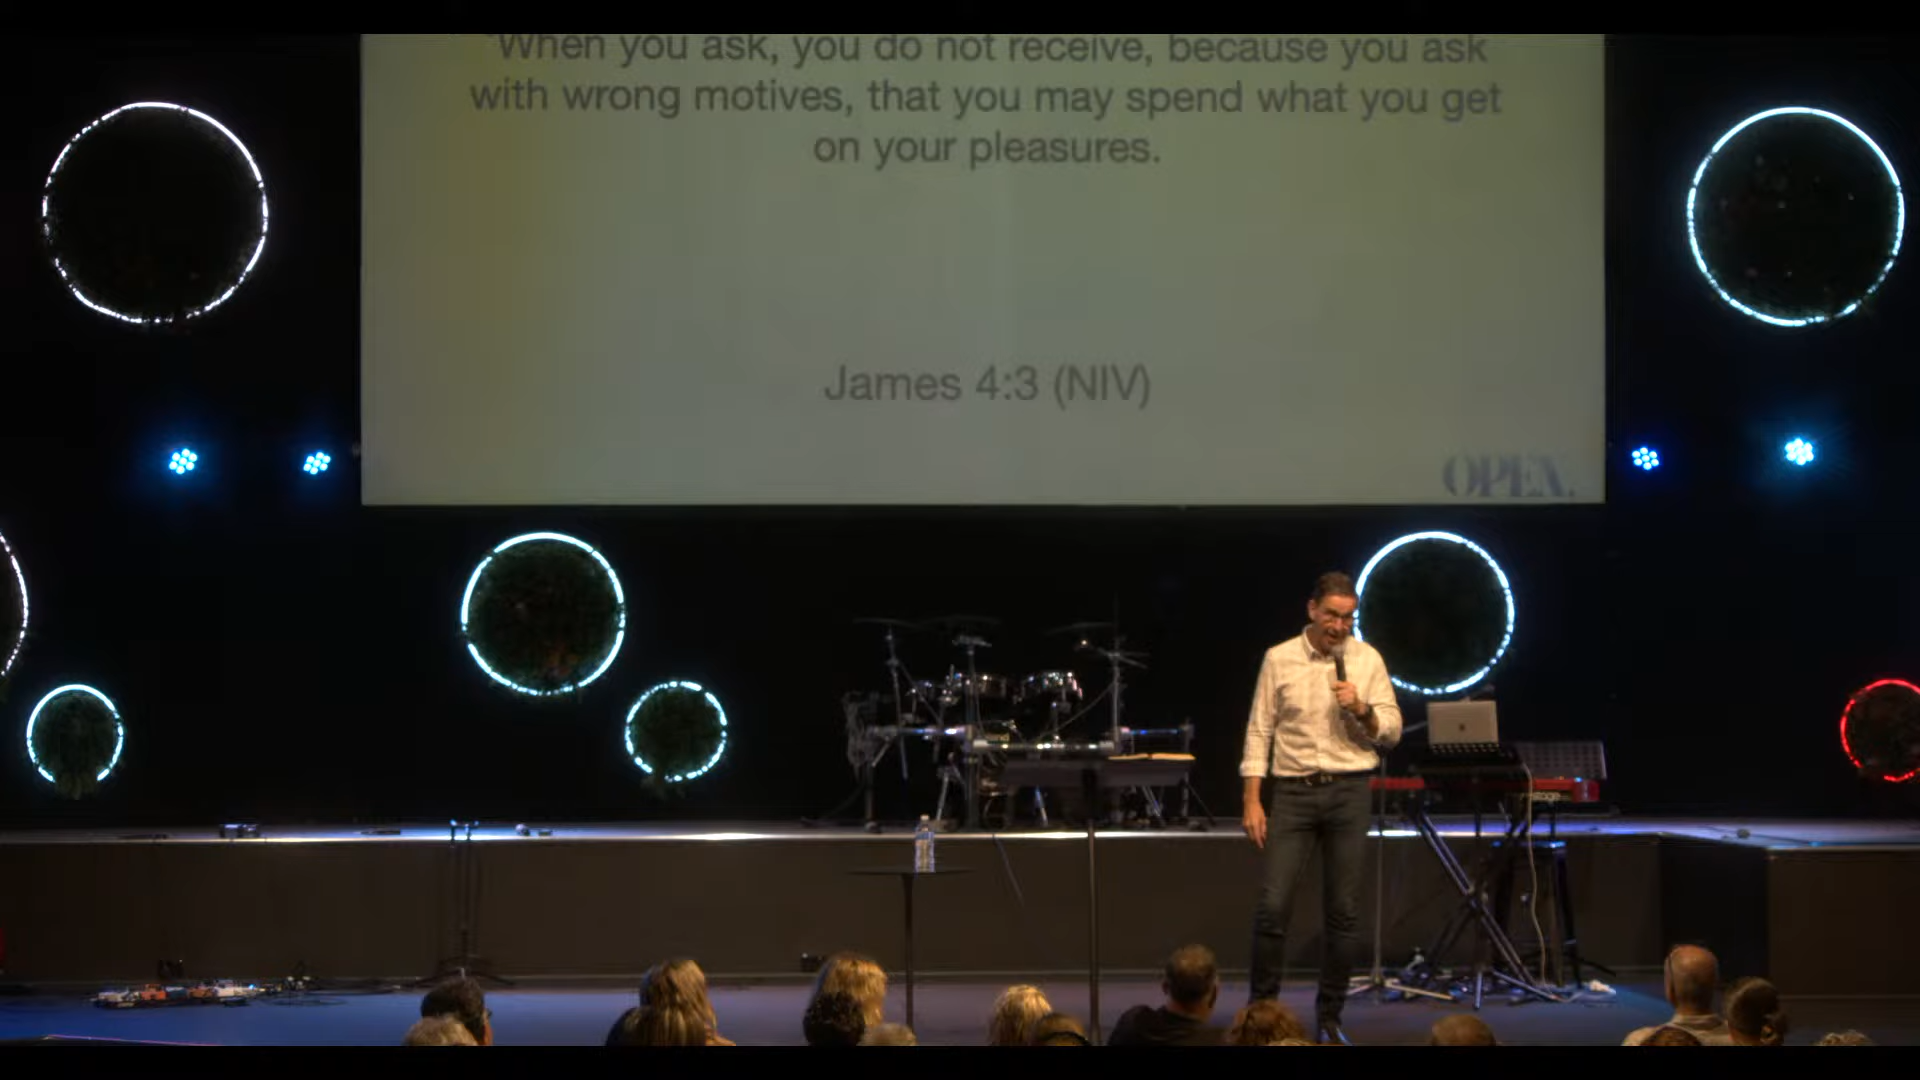 "When you ask, you do not receive, because you ask
with wrong motives, that you may spend what you get
on your pleasures.
James 4:3 (NIV)
OPEN.